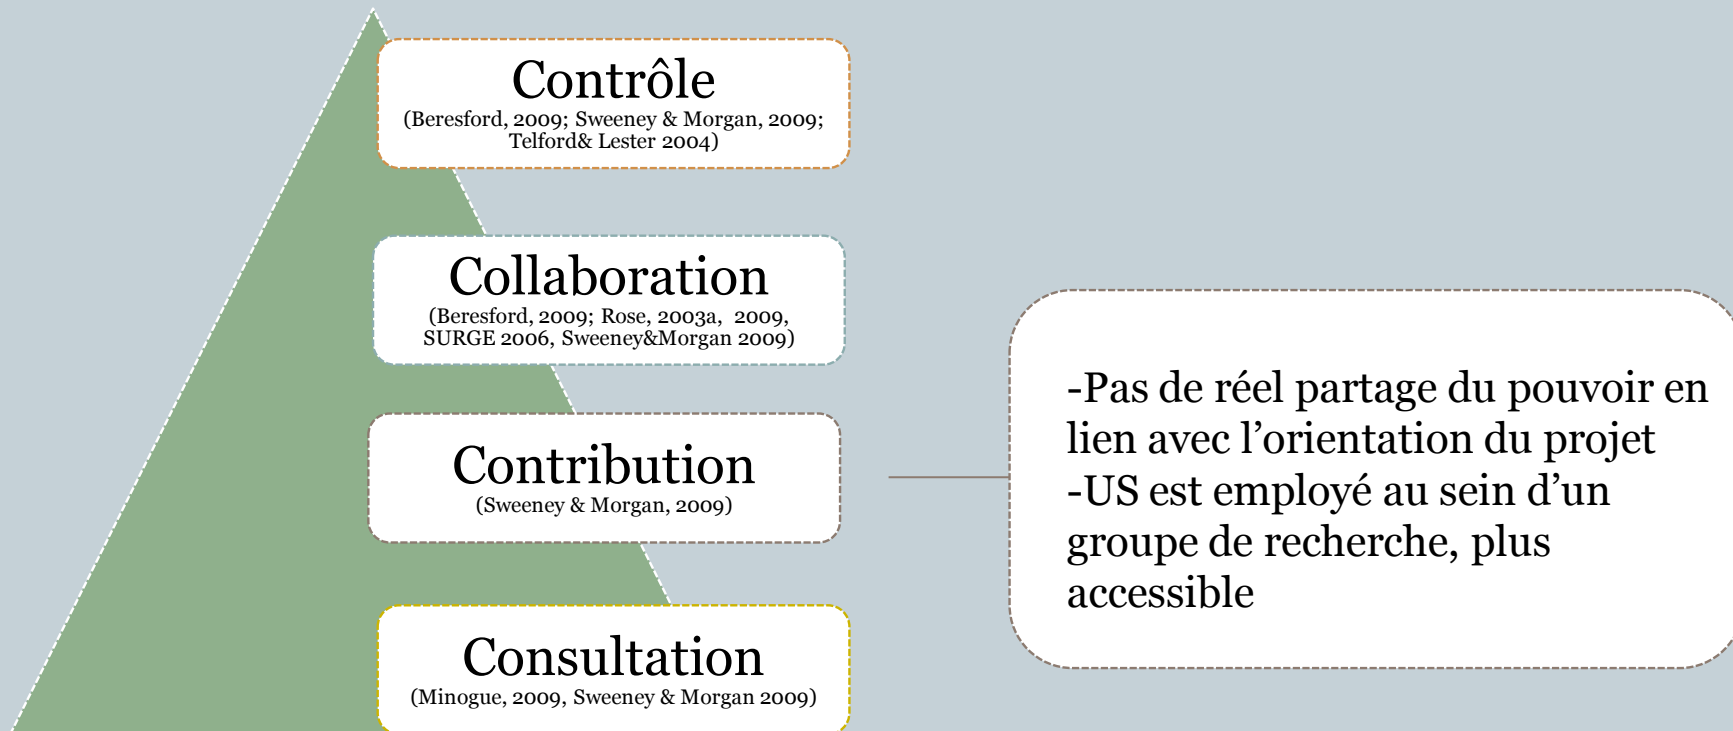 Contrôle
(Beresford, 2009; Sweeney & Morgan, 2009;
Telford& Lester 2004)
Collaboration
(Beresford, 2009; Rose, 2003a, 2009,
SURGE 2006, Sweeney&Morgan 2009)
Contribution
(Sweeney & Morgan, 2009)
-Pas de réel partage du pouvoir en
lien avec l’orientation du projet
-US est employé au sein d’un
groupe de recherche, plus
accessible
Consultation
(Minogue, 2009, Sweeney & Morgan 2009)